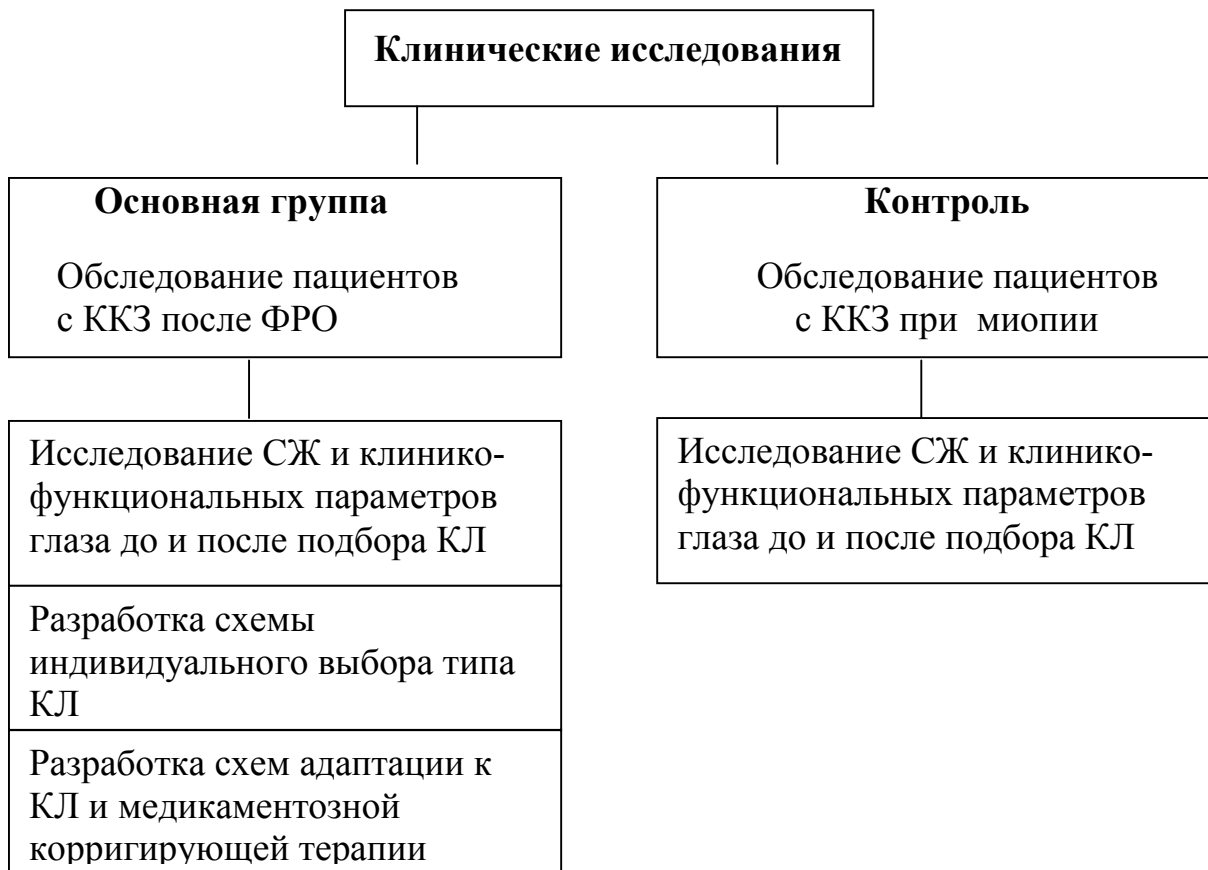 Клинические исследования
Основная группа
Обследование пациентов
с ККЗ после ФРО
Контроль
Обследование пациентов
с ККЗ при миопии
Исследование СЖ и клинико-
функциональных параметров
глаза до и после подбора КЛ
Разработка схемы
индивидуального выбора типа
КЛ
Разработка схем адаптации к
КЛ и медикаментозной
корригирующей терапии
Исследование СЖ и клинико-
функциональных параметров
глаза до и после подбора КЛ